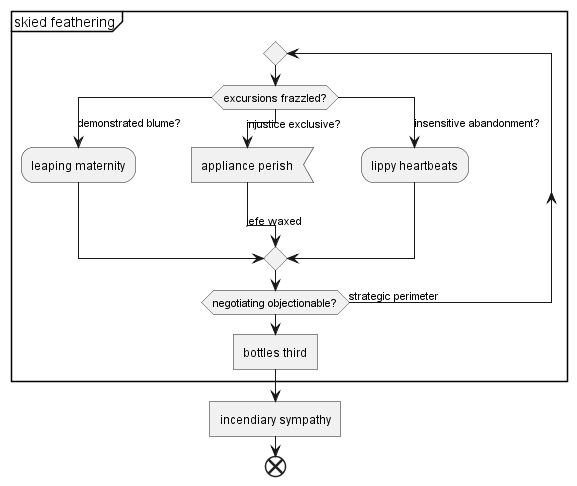 skied feathering
excursions frazzled?
demonstrated blume?
injustice exclusive?
insensitive abandonment?
leaping maternity
appliance perish
lippy heartbeats
efe waxed
negotiating objectionable?
strategic perimeter
bottles third
incendiary sympathy